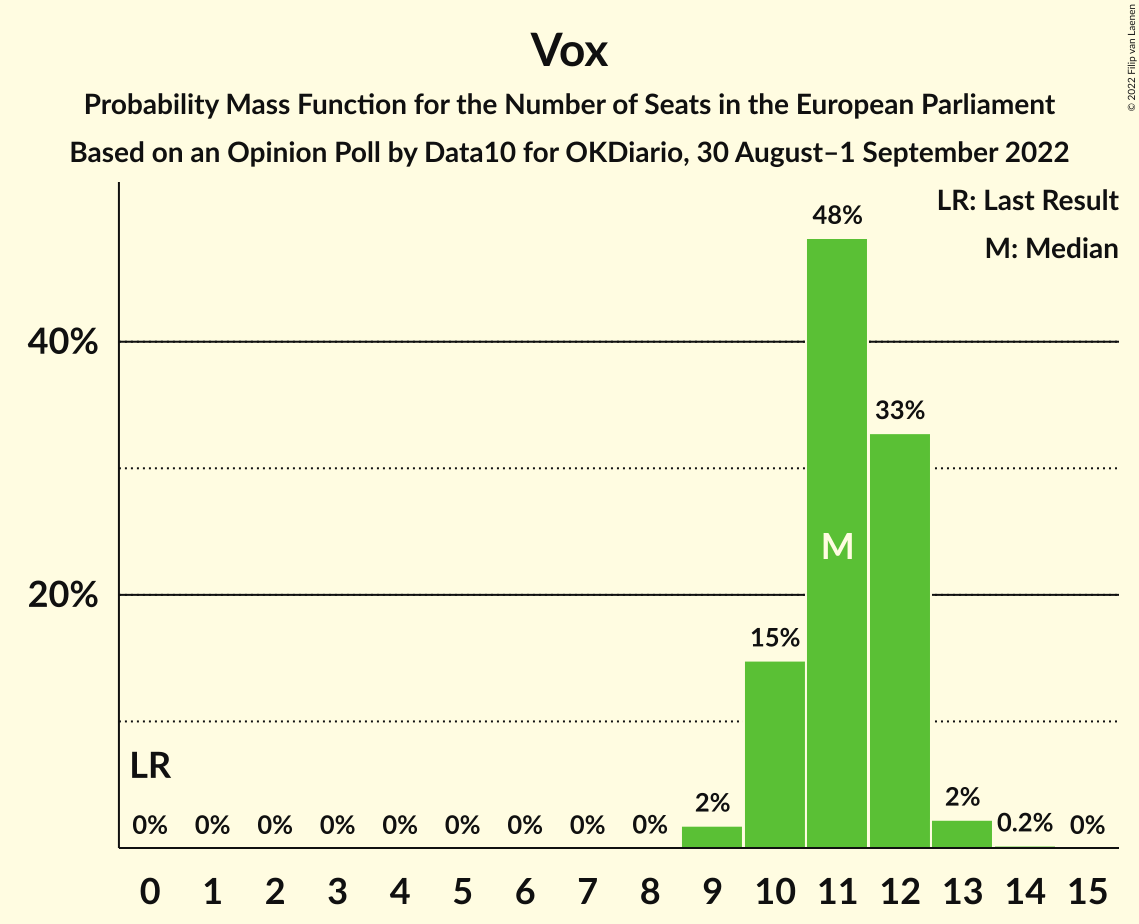 Vox
Probability Mass Function for the Number of Seats in the European Parliament
Based on an Opinion Poll by Data10 for OKDiario, 30 August–1 September 2022
© 2022 Filip van Laenen
LR: Last Result
M: Median
48%
40%
33%
M
20%
15%
LR
0% 0% 0% 0% 0% 0% 0% 0% 0% 2% 2% 0.2% 0%
0 1 2 3 4 5 6 7 8 9 10 11 12 13 14 15